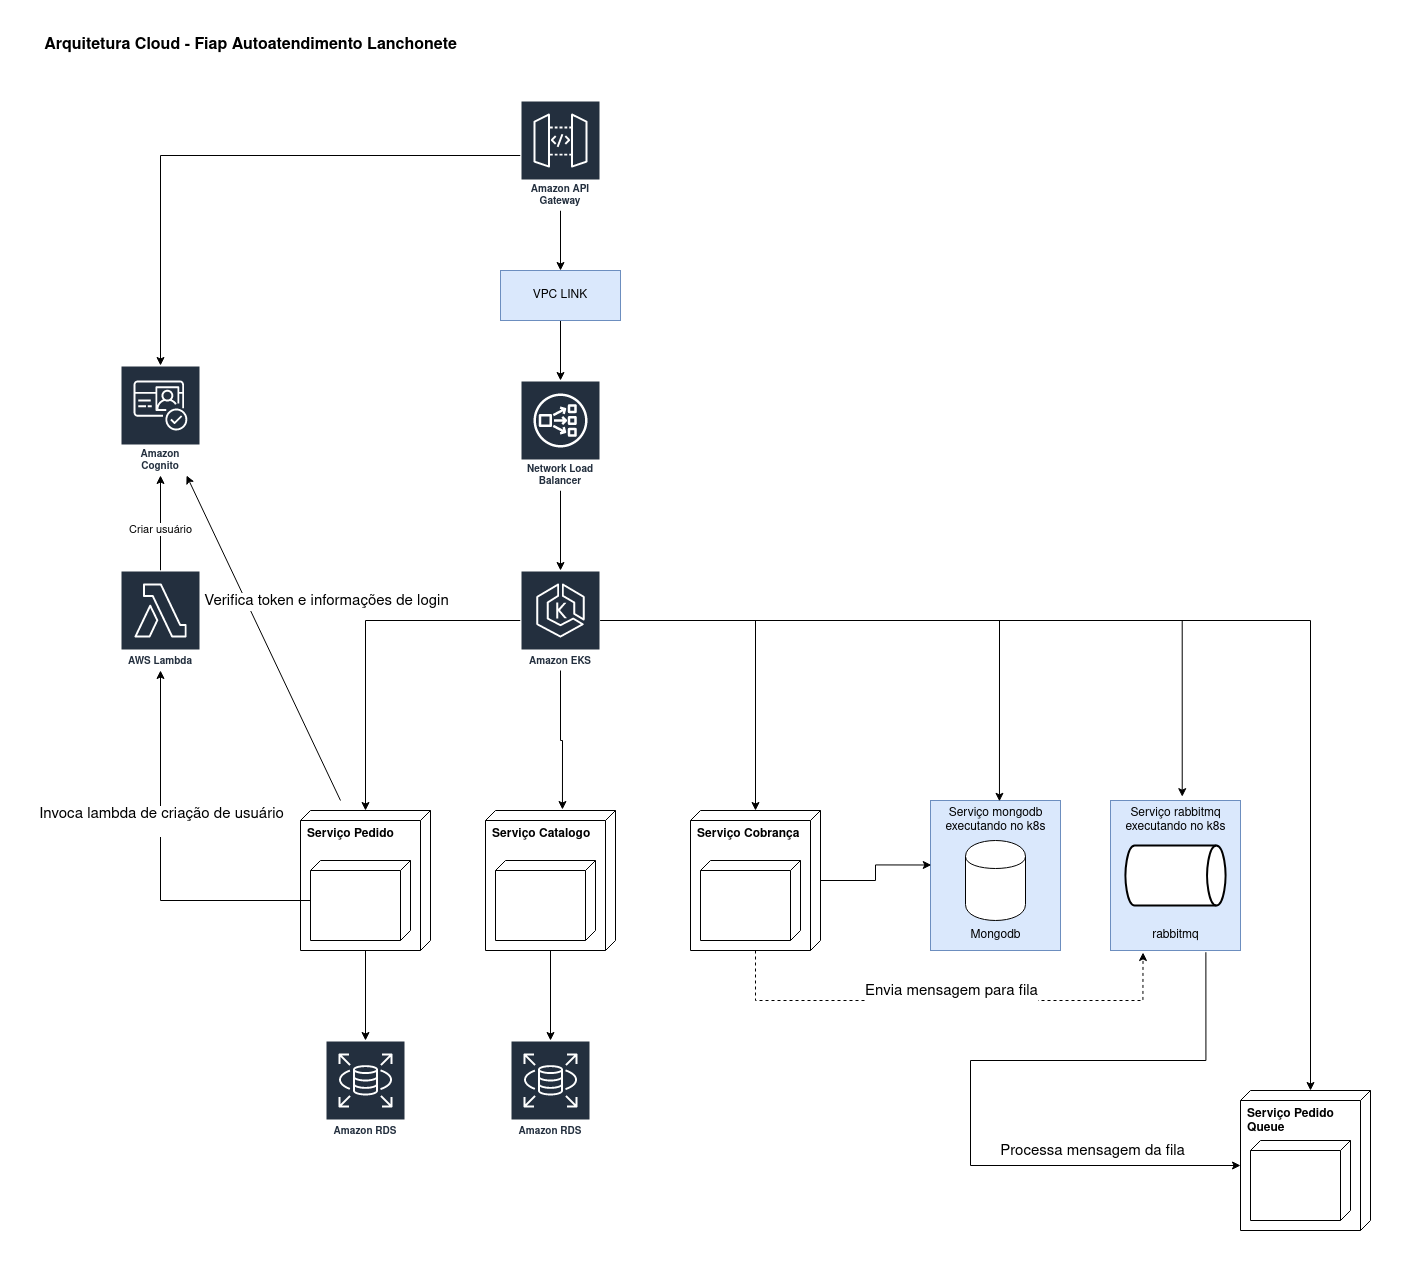 Arquitetura Cloud - Fiap Autoatendimento Lanchonete
Amazon API
Gateway
VPC LINK
Amazon
Cognito
Network Load
Balancer
Criar usuário
Verifica token e informações de login
AWS Lambda
Amazon EKS
Invoca lambda de criação de usuário
Serviço Pedido
Serviço Catalogo
Serviço Cobrança
Serviço mongodb
executando no k8s
Mongodb
Serviço rabbitmq
executando no k8s
rabbitmq
Envia mensagem para fila
Amazon RDS
Amazon RDS
Processa mensagem da fila
Serviço Pedido
Queue